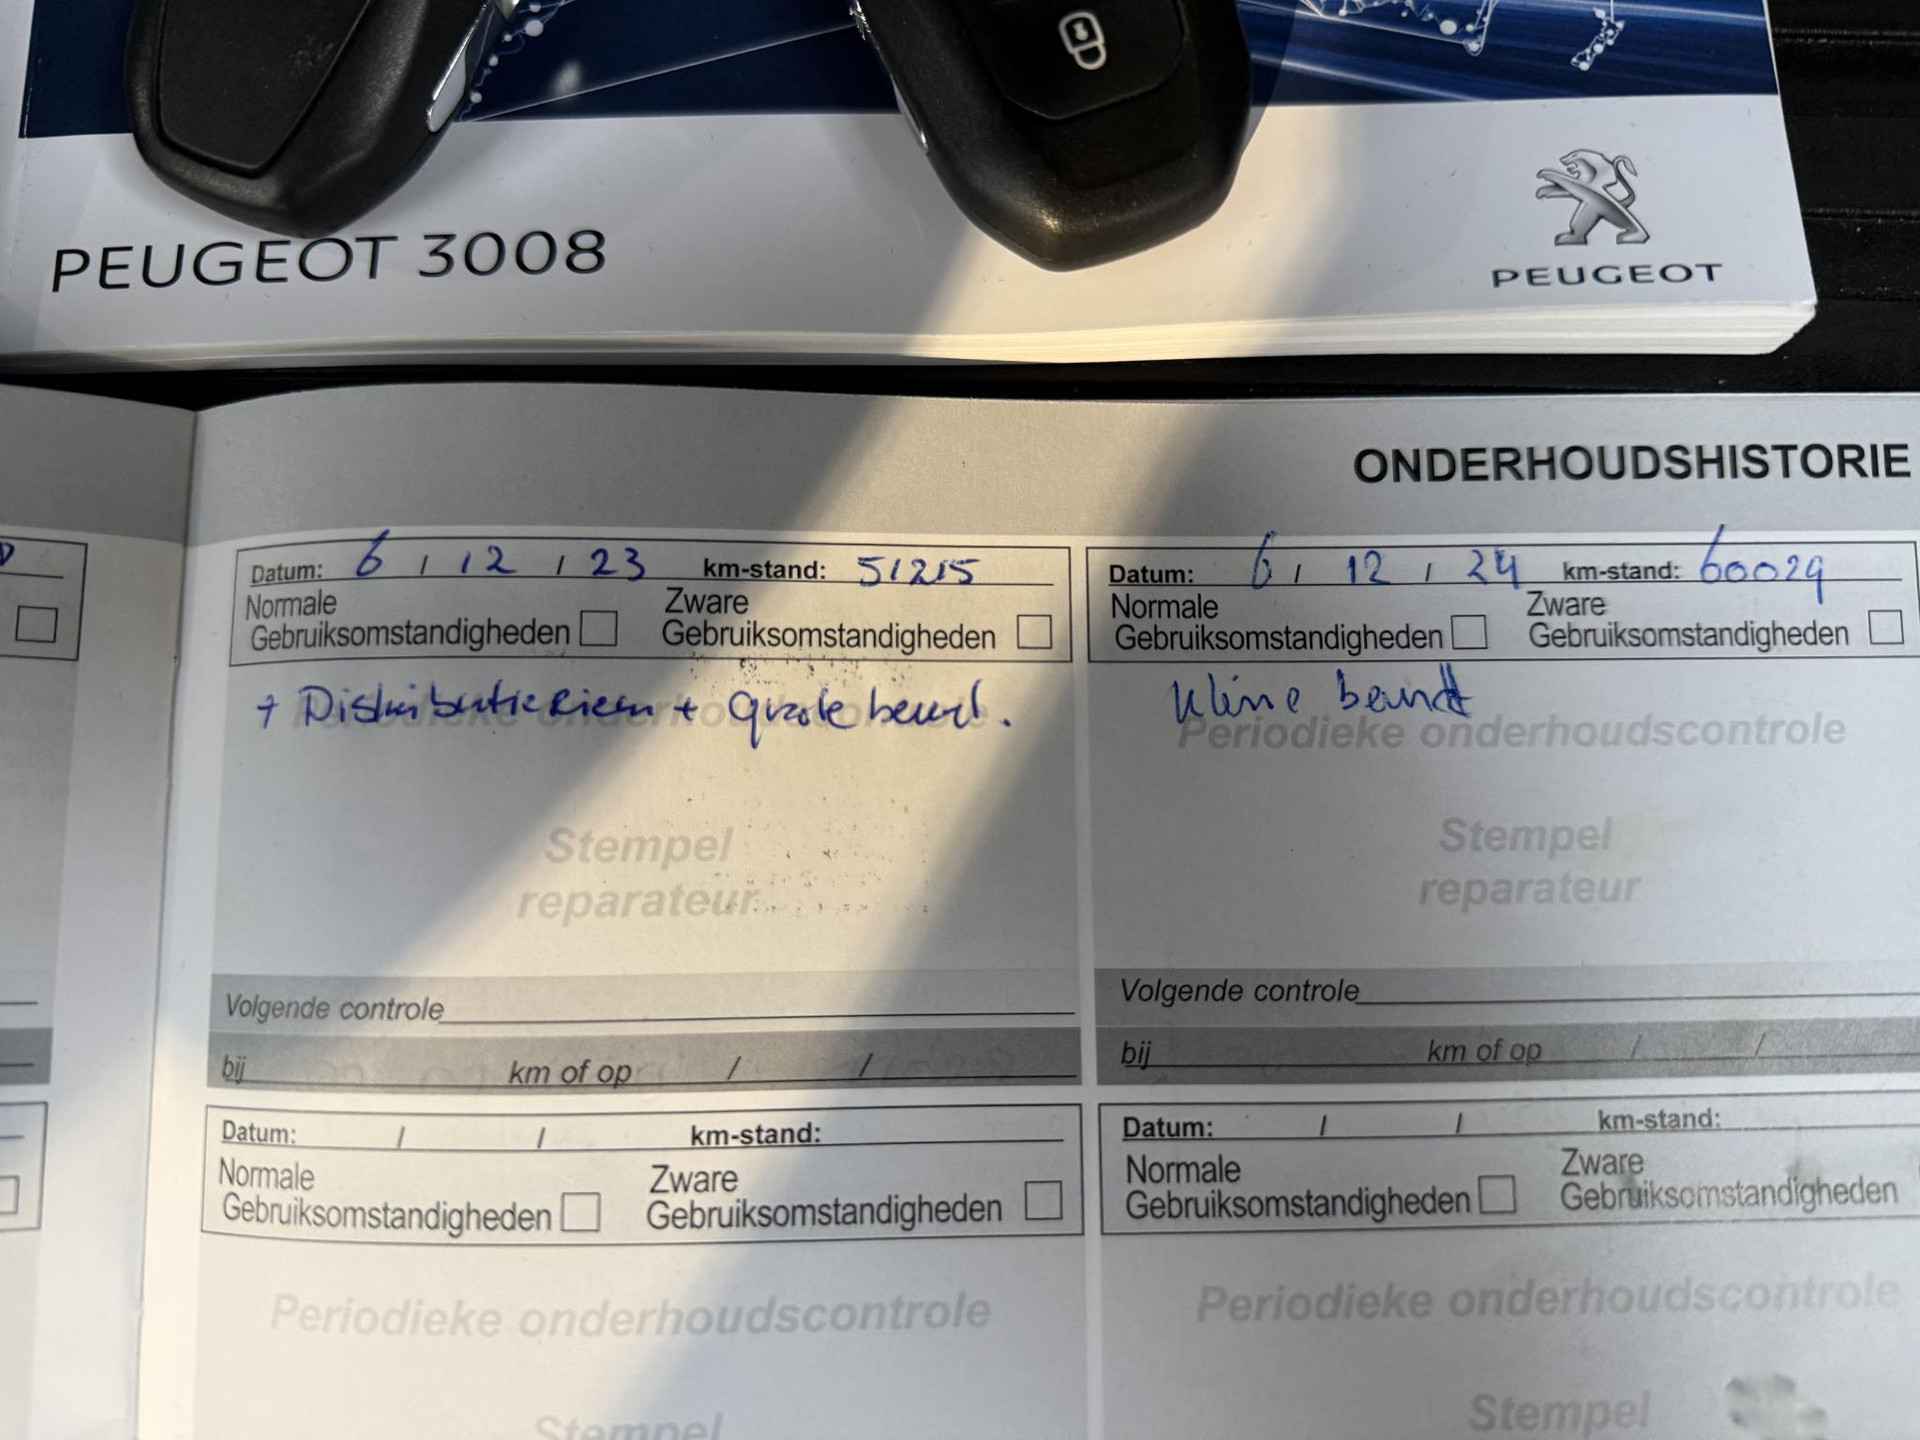 PEUGEOT 3008
PEUGEOT
ONDERHOUDSHISTORIE
Datum: 6 / 12 / 23 km-stand: 51215
Normale Gebruiksomstandigheden
Zware Gebruiksomstandigheden
+ Distributieriem + grote beurt.
Periodieke onderhoudscontrole
Stempel
reparateur
Volgende controle
bij km of op / /
Datum: 6 / 12 / 24 km-stand: 60029
Normale Gebruiksomstandigheden
Zware Gebruiksomstandigheden
kleine beurt
Periodieke onderhoudscontrole
Stempel
reparateur
Volgende controle
bij km of op / /
Datum: / / km-stand:
Normale Gebruiksomstandigheden
Zware Gebruiksomstandigheden
Periodieke onderhoudscontrole
Stempel
Datum: / / km-stand:
Normale Gebruiksomstandigheden
Zware Gebruiksomstandigheden
Periodieke onderhoudscontrole
Stempel